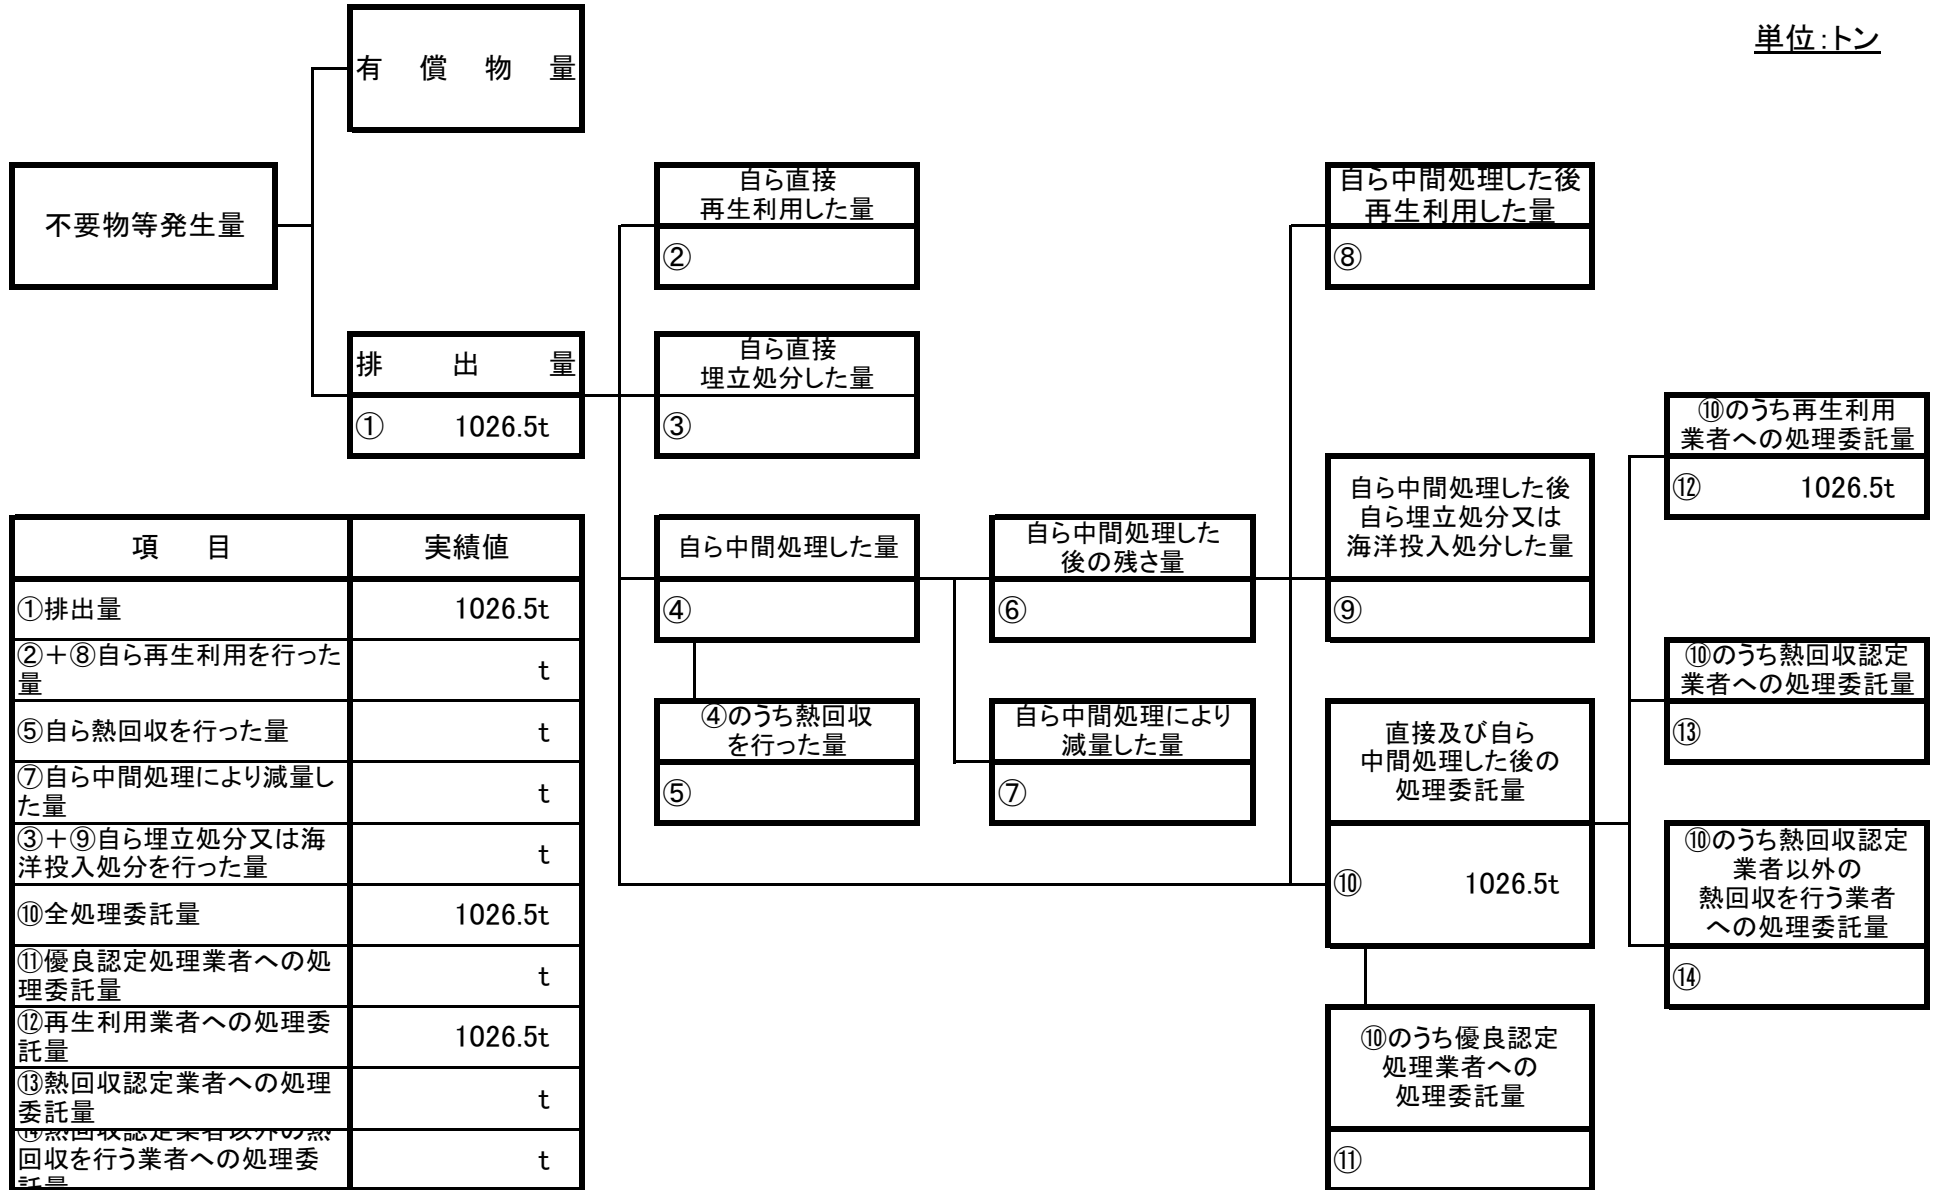 単位:トン
有　償　物　量
不要物等発生量
自ら直接
再生利用した量
②
自ら中間処理した後
再生利用した量
⑧
排　出　量
① 1026.5t
自ら直接
埋立処分した量
③
⑩のうち再生利用
業者への処理委託量
⑫ 1026.5t
自ら中間処理した量
④
自ら中間処理した
後の残さ量
⑥
自ら中間処理した後
自ら埋立処分又は
海洋投入処分した量
⑨
⑩のうち熱回収認定
業者への処理委託量
⑬
④のうち熱回収
を行った量
⑤
自ら中間処理により
減量した量
⑦
直接及び自ら
中間処理した後の
処理委託量
⑩ 1026.5t
⑩のうち熱回収認定
業者以外の
熱回収を行う業者
への処理委託量
⑭
⑩のうち優良認定
処理業者への
処理委託量
⑪
項　目 実績値
①排出量 1026.5t
②＋⑧自ら再生利用を行った
量 t
⑤自ら熱回収を行った量 t
⑦自ら中間処理により減量し
た量 t
③＋⑨自ら埋立処分又は海
洋投入処分を行った量 t
⑩全処理委託量 1026.5t
⑪優良認定処理業者への処
理委託量 t
⑫再生利用業者への処理委
託量 1026.5t
⑬熱回収認定業者への処理
委託量 t
⑭熱回収認定業者以外の熱
回収を行う業者への処理委
託量 t